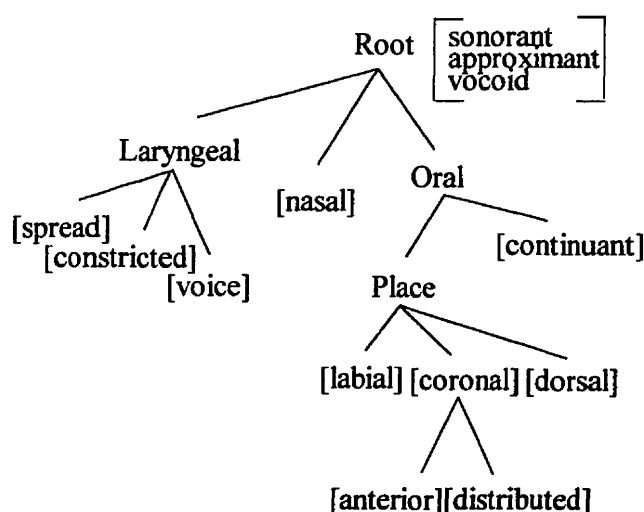 Root
sonorant
approximant
vocoid
Laryngeal
[nasal]
Oral
[spread]
[constricted]
[voice]
[continuant]
Place
[labial] [coronal] [dorsal]
[anterior][distributed]